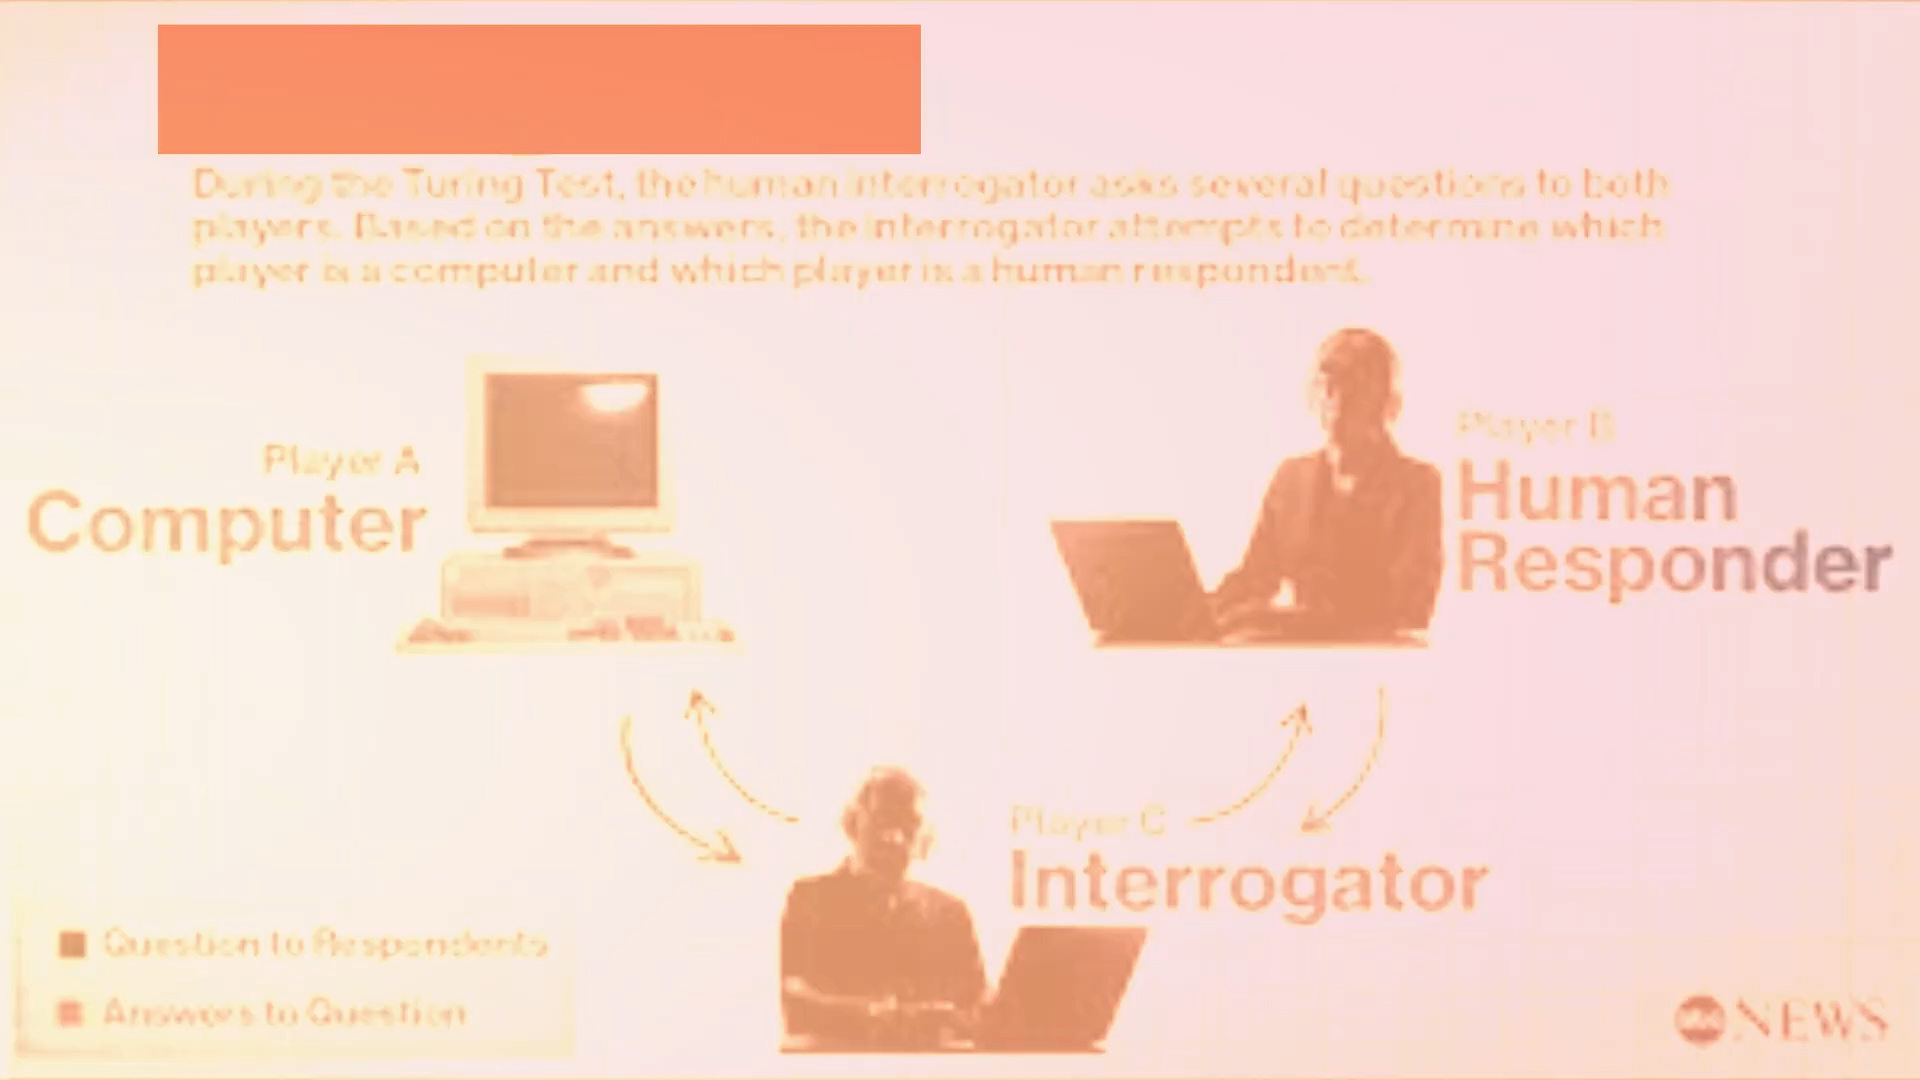 During the Turing Test, the human interrogator asks several questions to both
players. Based on the answers, the interrogator attempts to determine which
player is a computer and which player is a human respondent.
Player A
Computer
Player B
Human
Responder
Player C
Interrogator
Question to Respondents
Answers to Question
abc NEWS